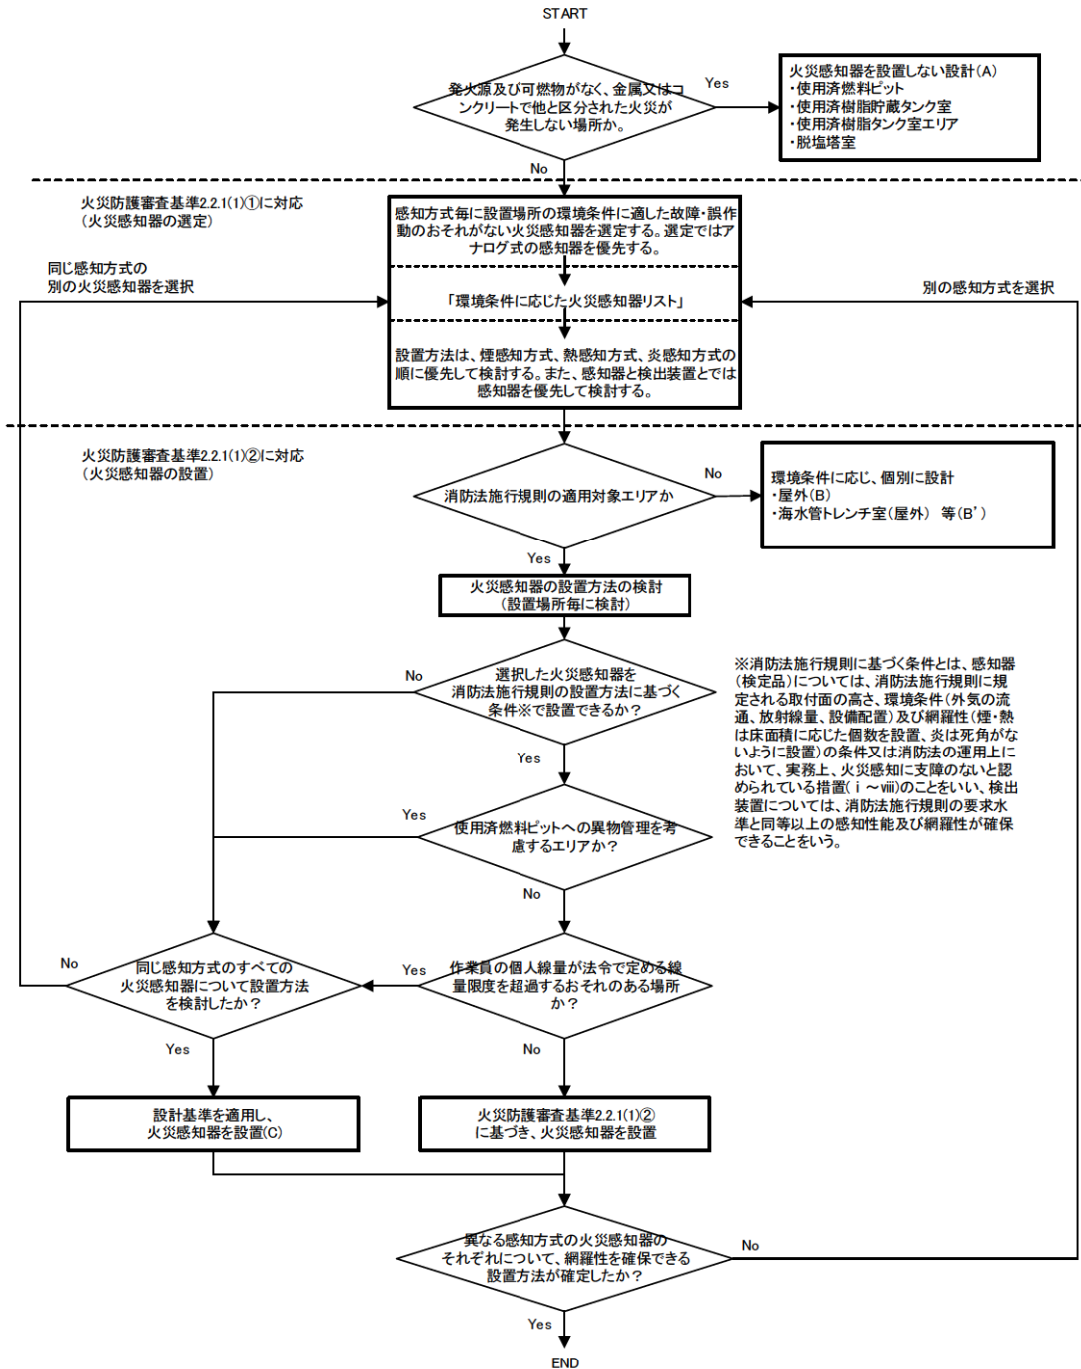 START
発火源及び可燃物がなく、金属又はコ
ンクリートで他と区分された火災が
発生しない場所か。
Yes
火災感知器を設置しない設計(A)
・使用済燃料ピット
・使用済樹脂貯蔵タンク室
・使用済樹脂タンク室エリア
・脱塩塔室
No
火災防護審査基準2.2.1(1)①に対応
(火災感知器の選定)
感知方式毎に設置場所の環境条件に適した故障・誤作
動のおそれがない火災感知器を選定する。選定ではア
ナログ式の感知器を優先する。
同じ感知方式の
別の火災感知器を選択
「環境条件に応じた火災感知器リスト」
別の感知方式を選択
設置方法は、煙感知方式、熱感知方式、炎感知方式の
順に優先して検討する。また、感知器と検出装置とでは
感知器を優先して検討する。
火災防護審査基準2.2.1(1)②に対応
(火災感知器の設置)
消防法施行規則の適用対象エリアか
No
環境条件に応じ、個別に設計
・屋外(B)
・海水管トレンチ室(屋外) 等(B')
Yes
火災感知器の設置方法の検討
(設置場所毎に検討)
No
選択した火災感知器を
消防法施行規則の設置方法に基づく
条件※で設置できるか?
※消防法施行規則に基づく条件とは、感知器
(検定品)については、消防法施行規則に規
定される取付面の高さ、環境条件(外気の流
通、放射線量、設備配置)及び網羅性(煙・熱
は床面積に応じた個数を設置、炎は死角がな
いように設置)の条件又は消防法の運用上に
おいて、実務上、火災感知に支障のないと認
められている措置(ⅰ~ⅷ)のことをいい、検出
装置については、消防法施行規則の要求水
準と同等以上の感知性能及び網羅性が確保
できることをいう。
Yes
Yes
使用済燃料ピットへの異物管理を考
慮するエリアか?
No
No
同じ感知方式のすべての
火災感知器について設置方法
を検討したか?
Yes
作業員の個人線量が法令で定める線
量限度を超過するおそれのある場所
か?
Yes
No
設計基準を適用し、
火災感知器を設置(C)
火災防護審査基準2.2.1(1)②
に基づき、火災感知器を設置
異なる感知方式の火災感知器の
それぞれについて、網羅性を確保できる
設置方法が確定したか?
No
Yes
END